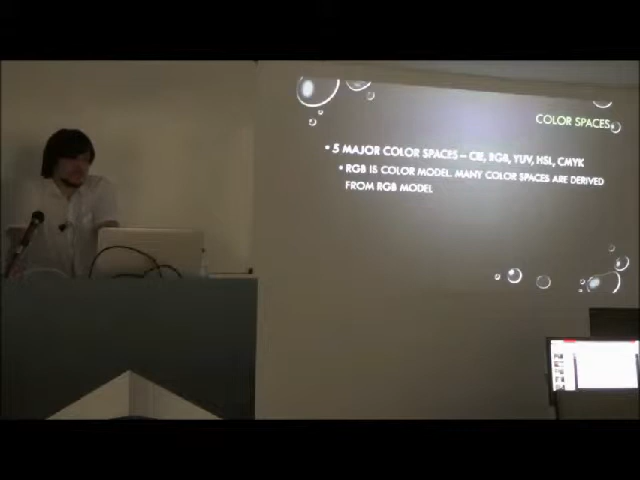 COLOR SPACES
• 5 MAJOR COLOR SPACES – CIE, RGB, YUV, HSL, CMYK
• RGB IS COLOR MODEL. MANY COLOR SPACES ARE DERIVED
FROM RGB MODEL